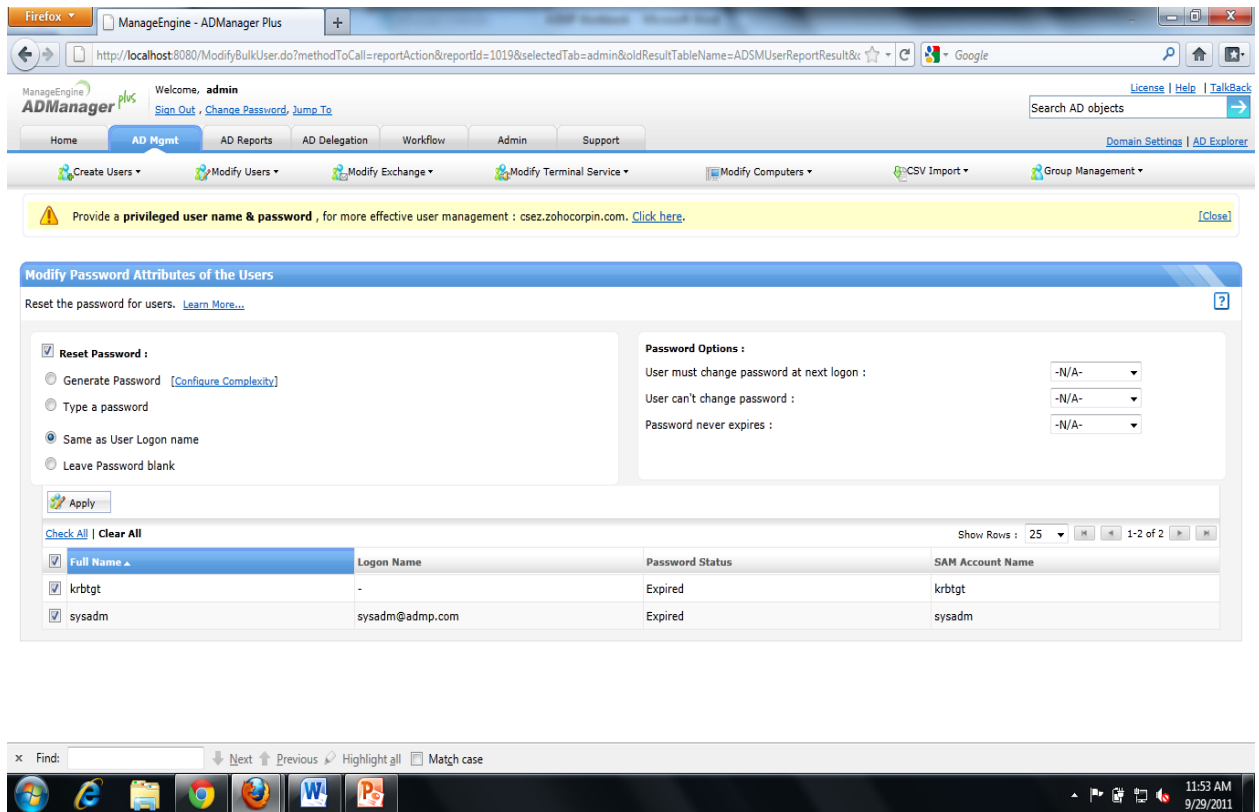 Firefox
ManageEngine - ADManager Plus
http://localhost:8080/ModifyBulkUser.do?methodToCall=reportAction&reportId=1019&selectedTab=admin&oldResultTableName=ADSMUserReportResult&
Google
ManageEngine
ADManager Plus
Welcome, admin
Sign Out , Change Password, Jump To
License | Help | TalkBack
Search AD objects
Home AD Mgmt AD Reports AD Delegation Workflow Admin Support
Domain Settings | AD Explorer
Create Users Modify Users Modify Exchange Modify Terminal Service Modify Computers CSV Import Group Management
Provide a privileged user name & password , for more effective user management : csez.zohocorpin.com. Click here. [Close]
Modify Password Attributes of the Users
Reset the password for users. Learn More...
?
Reset Password :
Generate Password [Configure Complexity]
Type a password
Same as User Logon name
Leave Password blank
Password Options :
User must change password at next logon : -N/A-
User can't change password : -N/A-
Password never expires : -N/A-
Apply
Check All | Clear All
Show Rows : 25 1-2 of 2
Full Name Logon Name Password Status SAM Account Name
krbtgt - Expired krbtgt
sysadm sysadm@admp.com Expired sysadm
x Find: Next Previous Highlight all Match case
11:53 AM
9/29/2011